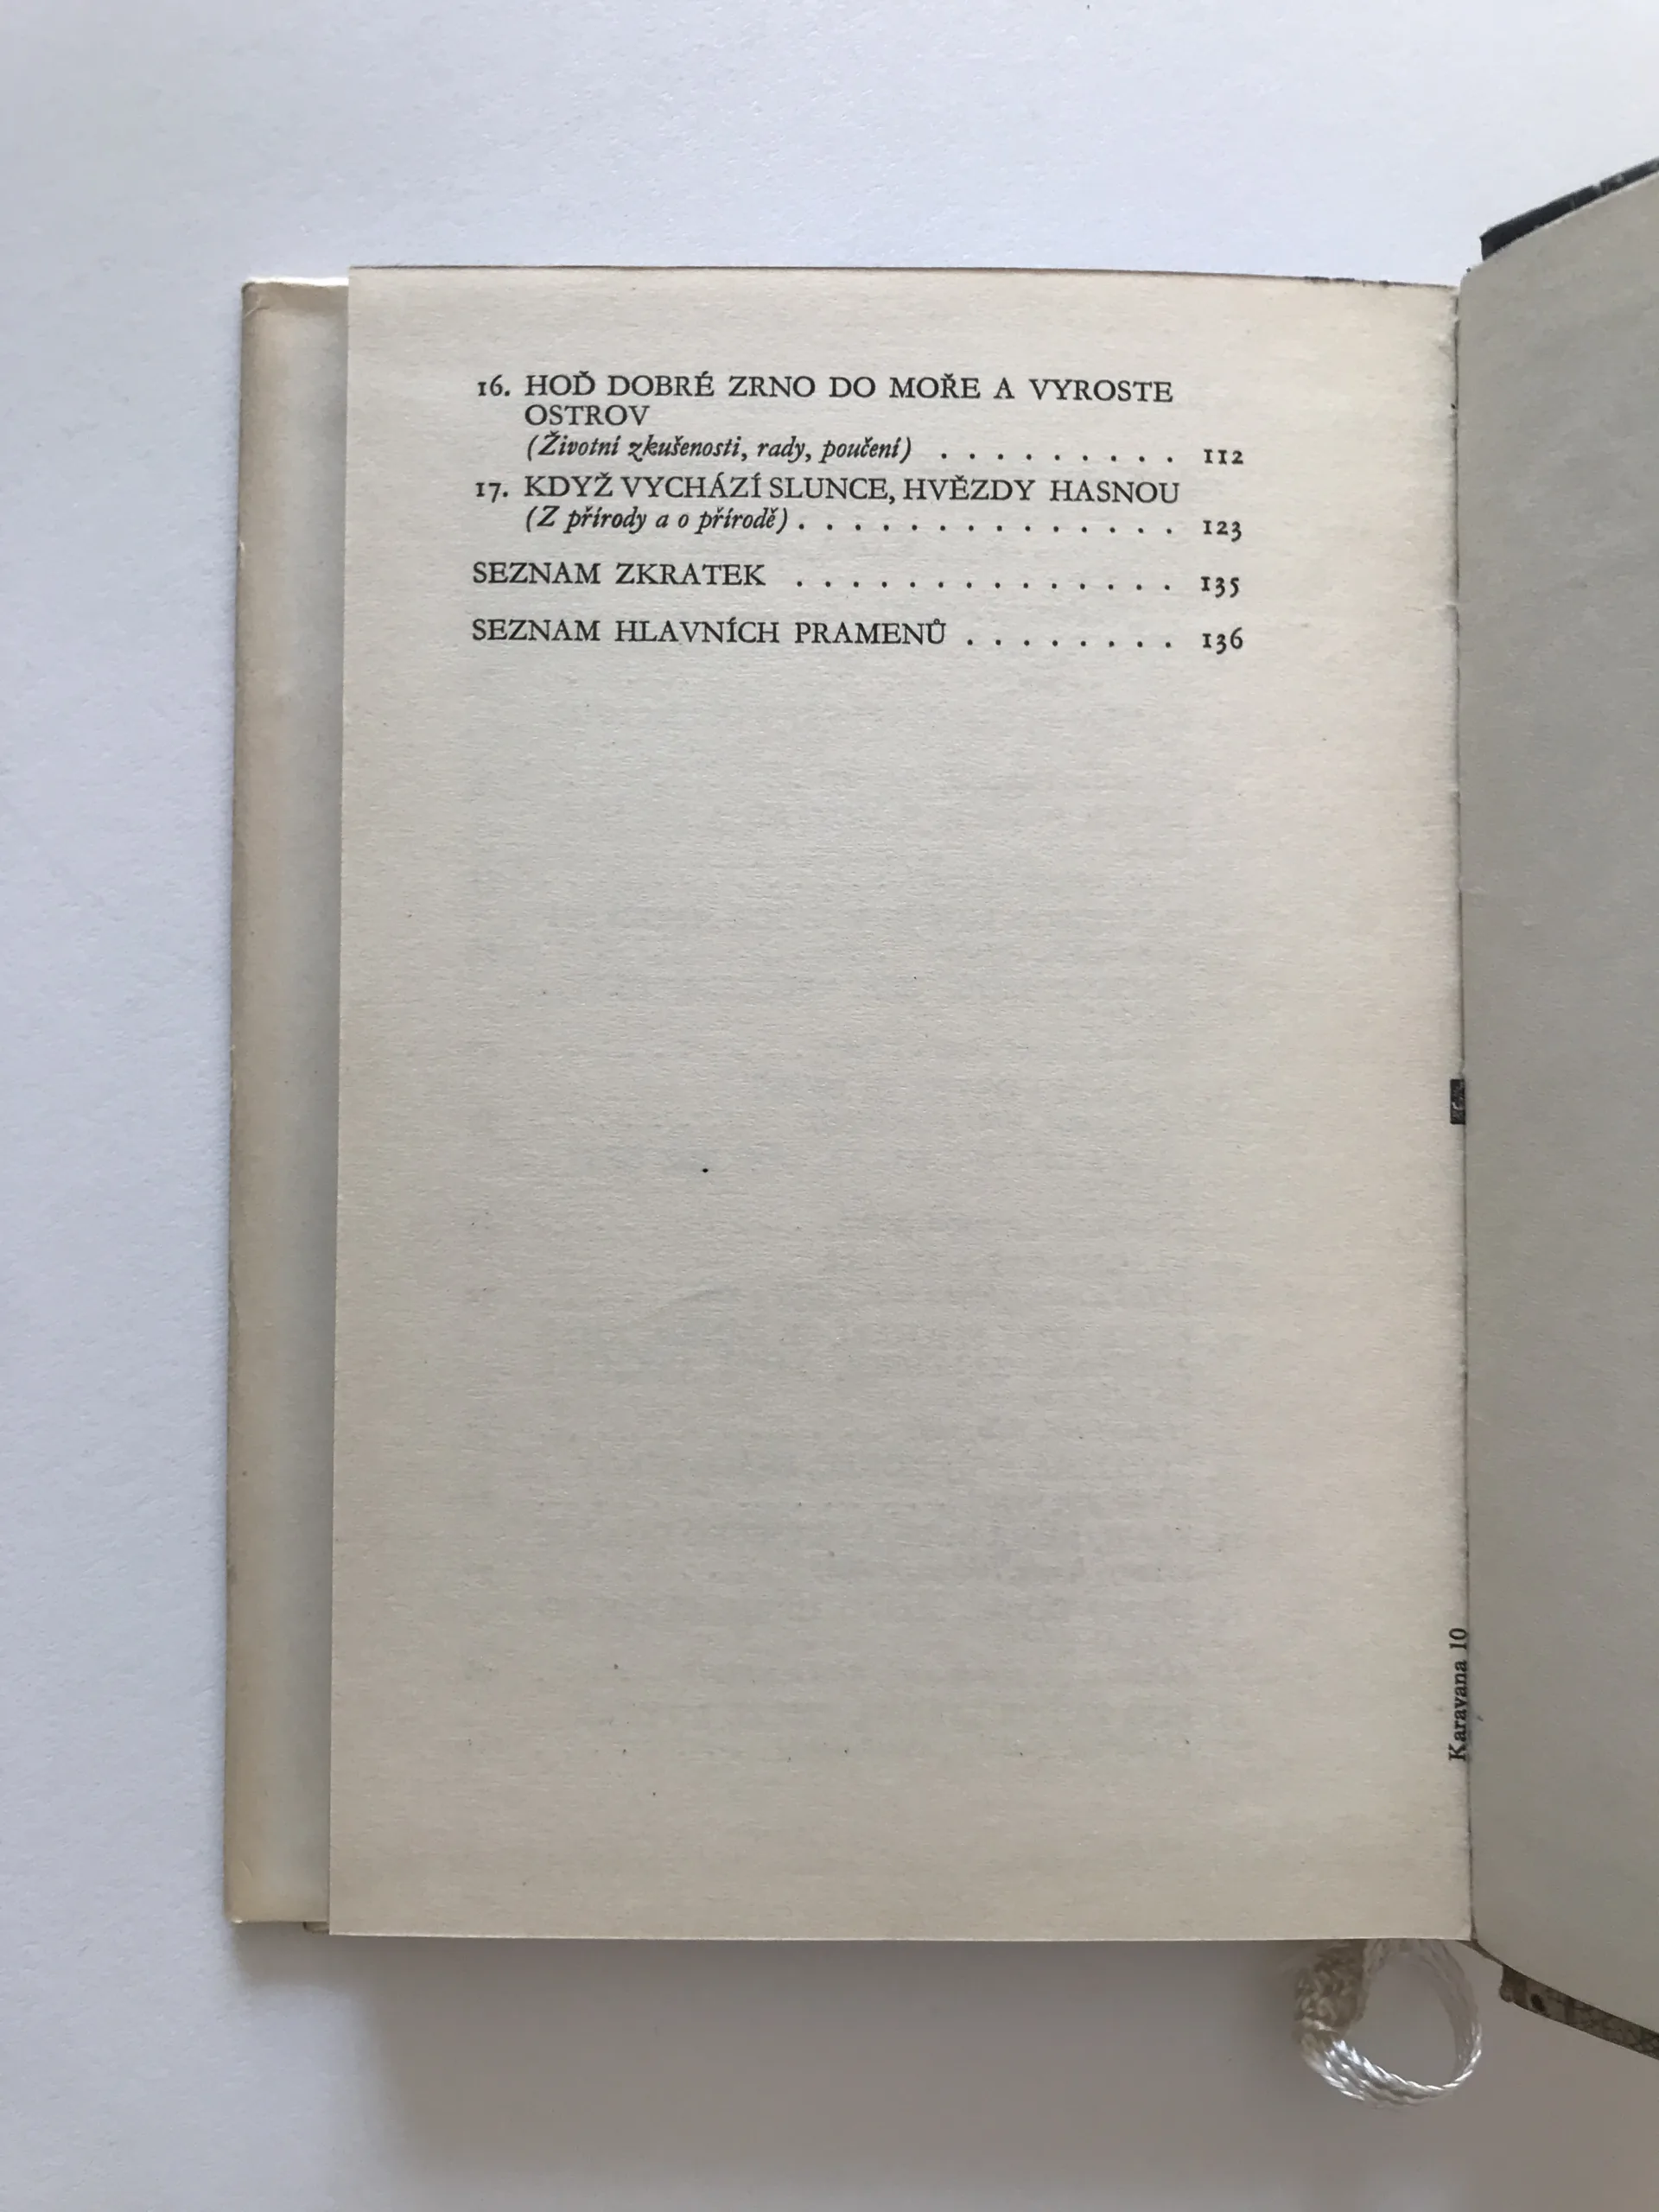 16. HOĎ DOBRÉ ZRNO DO MOŘE A VYROSTE
OSTROV
(Životní zkušenosti, rady, poučení) . . . . . . . . . 112
17. KDYŽ VYCHÁZÍ SLUNCE, HVĚZDY HASNOU
(Z přírody a o přírodě) . . . . . . . . . . . . . . 123
SEZNAM ZKRATEK . . . . . . . . . . . . . . 135
SEZNAM HLAVNÍCH PRAMENŮ . . . . . . . . 136
Karavana 10